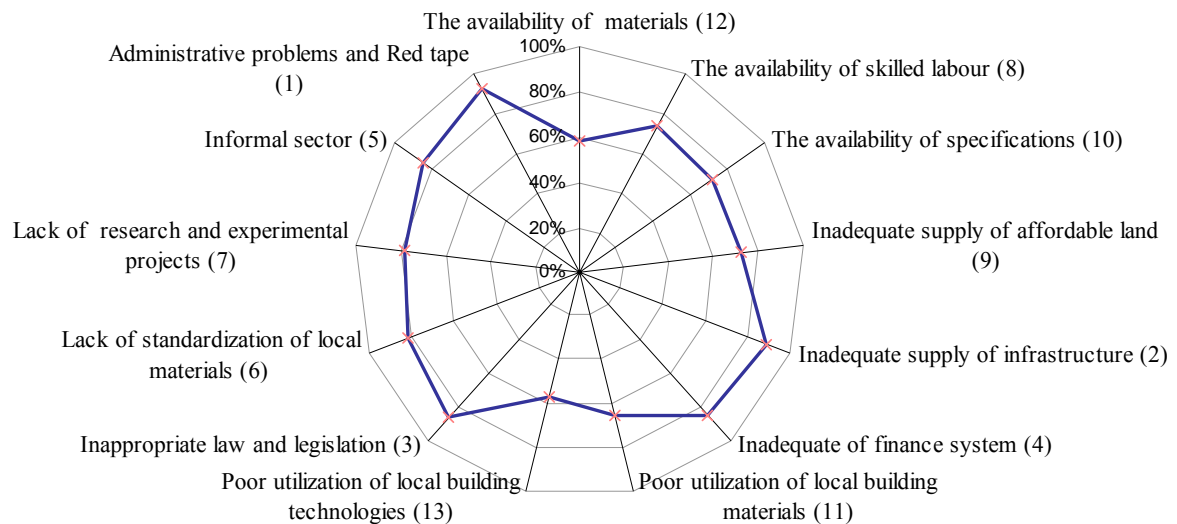 The availability of materials (12)
100%
Administrative problems and Red tape
(1)
The availability of skilled labour (8)
80%
Informal sector (5)
60%
The availability of specifications (10)
40%
Lack of research and experimental
projects (7)
20%
Inadequate supply of affordable land
(9)
0%
Lack of standardization of local
materials (6)
Inadequate supply of infrastructure (2)
Inappropriate law and legislation (3)
Inadequate of finance system (4)
Poor utilization of local building
technologies (13)
Poor utilization of local building
materials (11)